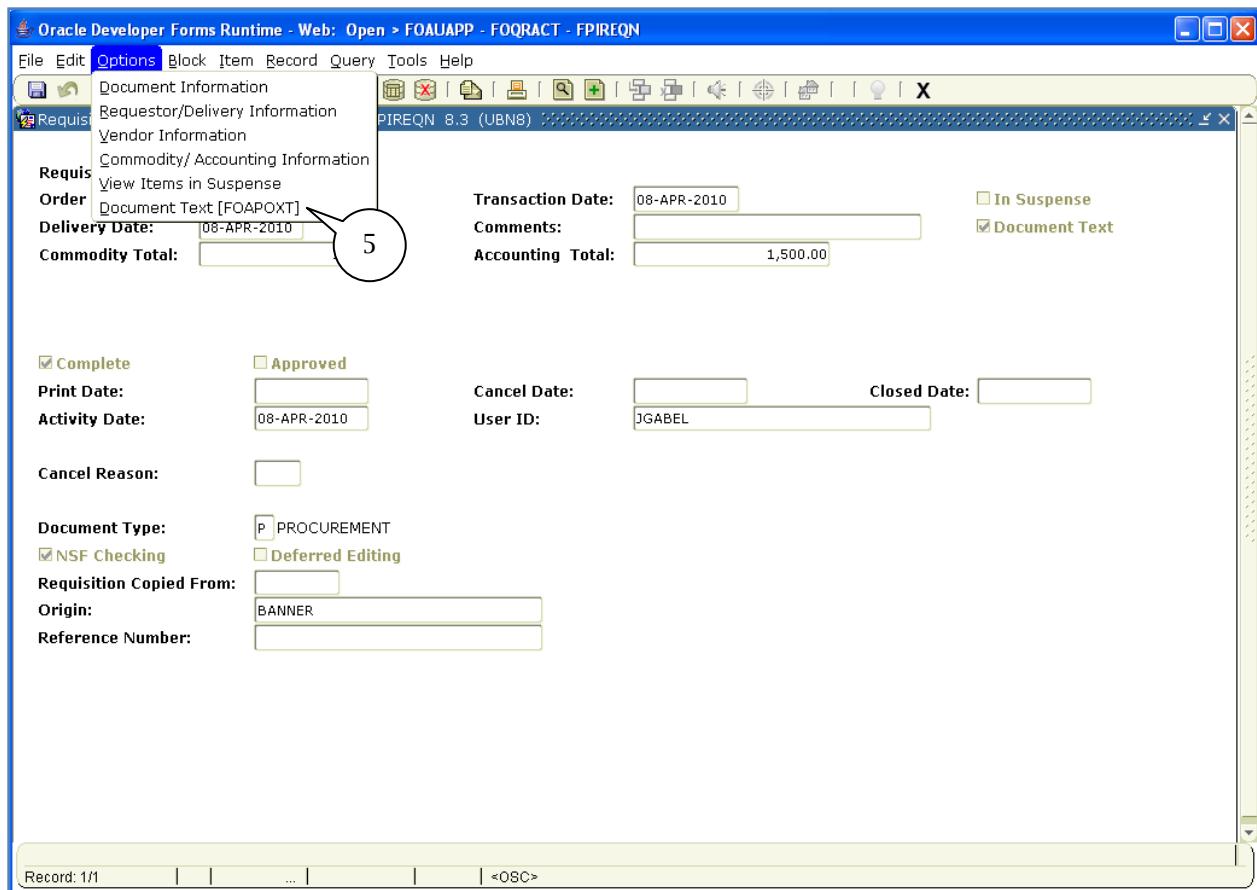 Oracle Developer Forms Runtime - Web: Open > FOAUAPP - FOQRACT - FPIREQN
File Edit Options Block Item Record Query Tools Help
Document Information
Requestor/Delivery Information
Vendor Information
Commodity/ Accounting Information
View Items in Suspense
Document Text [FOAPOXT]
5
X
Requisi PIREQN 8.3 (UBN8)
Requis
Order Transaction Date: 08-APR-2010 In Suspense
Delivery Date: 08-APR-2010 Comments: Document Text
Commodity Total: Accounting Total: 1,500.00
Complete Approved
Print Date: Cancel Date: Closed Date:
Activity Date: 08-APR-2010 User ID: JGABEL
Cancel Reason:
Document Type: P PROCUREMENT
NSF Checking Deferred Editing
Requisition Copied From:
Origin: BANNER
Reference Number:
Record: 1/1 ... <OSC>